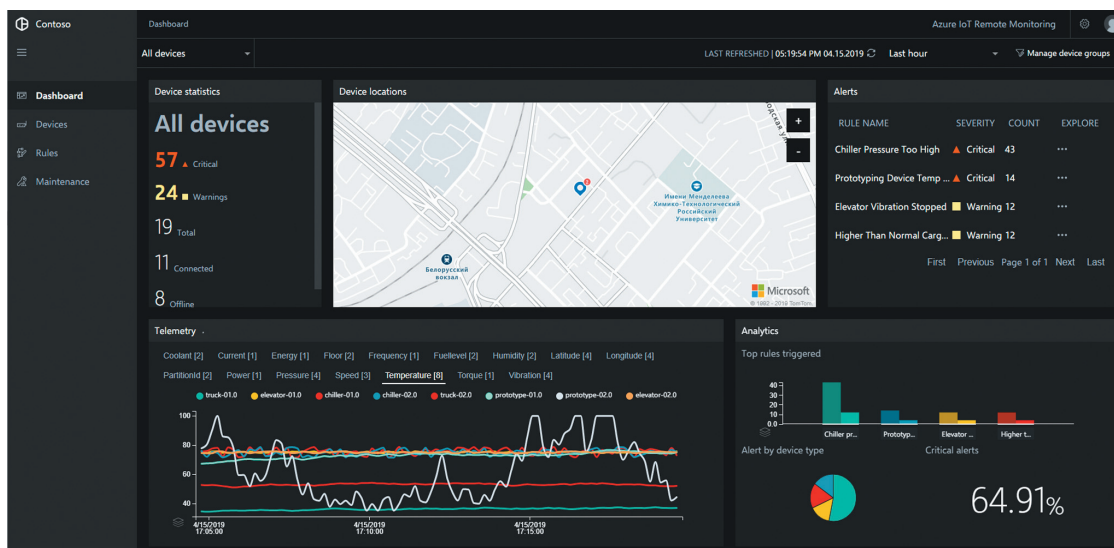 Contoso
Dashboard
Azure IoT Remote Monitoring
All devices
LAST REFRESHED | 05:19:54 PM 04.15.2019
Last hour
Manage device groups
Dashboard
Devices
Rules
Maintenance
Device statistics
All devices
57 Critical
24 Warnings
19 Total
11 Connected
8 Offline
Device locations
+
-
2
Имени Менделеева
Химико-Технологический
Российский
Университет
Белорусский
вокзал
Microsoft
© 1992 - 2019 TomTom
Alerts
RULE NAME SEVERITY COUNT EXPLORE
Chiller Pressure Too High Critical 43 ...
Prototyping Device Temp ... Critical 14 ...
Elevator Vibration Stopped Warning 12 ...
Higher Than Normal Carg... Warning 12 ...
First Previous Page 1 of 1 Next Last
Telemetry
Coolant [2] Current [1] Energy [1] Floor [2] Frequency [1] Fuellevel [2] Humidity [2] Latitude [4] Longitude [4]
PartitionId [2] Power [1] Pressure [4] Speed [3] Temperature [8] Torque [1] Vibration [4]
truck-01.0 elevator-01.0 chiller-01.0 chiller-02.0 truck-02.0 prototype-01.0 prototype-02.0 elevator-02.0
100
80
60
40
4/15/2019
17:05:00
4/15/2019
17:10:00
4/15/2019
17:15:00
Analytics
Top rules triggered
40
30
20
10
0.0
Chiller pr... Prototyp... Elevator ... Higher t...
Alert by device type
Critical alerts
64.91%